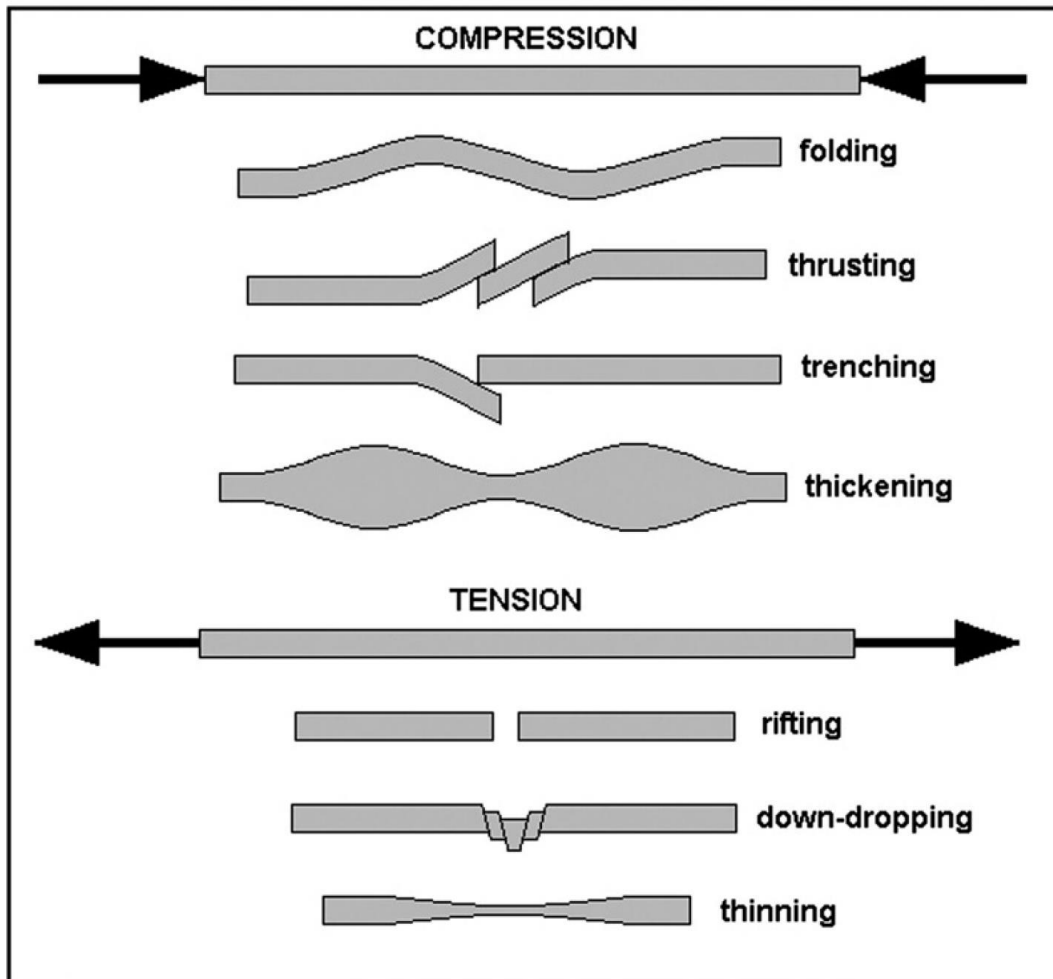 COMPRESSION
folding
thrusting
trenching
thickening
TENSION
rifting
down-dropping
thinning